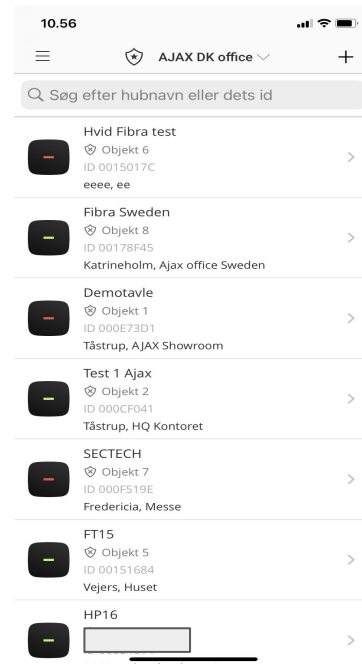 10.56
AJAX DK office
Søg efter hubnavn eller dets id
Hvid Fibra test
Objekt 6
ID 0015017C
eeee, ee
Fibra Sweden
Objekt 8
ID 00178F45
Katrineholm, Ajax office Sweden
Demotavle
Objekt 1
ID 000E73D1
Tåstrup, AJAX Showroom
Test 1 Ajax
Objekt 2
ID 000CF041
Tåstrup, HQ Kontoret
SECTECH
Objekt 7
ID 000F519E
Fredericia, Messe
FT15
Objekt 5
ID 00151684
Vejers, Huset
HP16